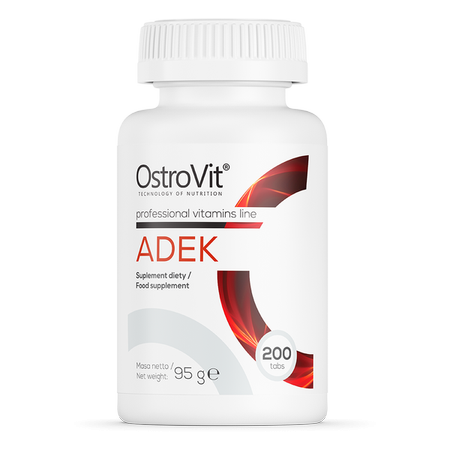 OstroVit®
TECHNOLOGY OF NUTRITION
professional vitamins line
ADEK
Suplement diety /
Food supplement
200
tabs
Masa netto /
Net weight: 95 g ℮